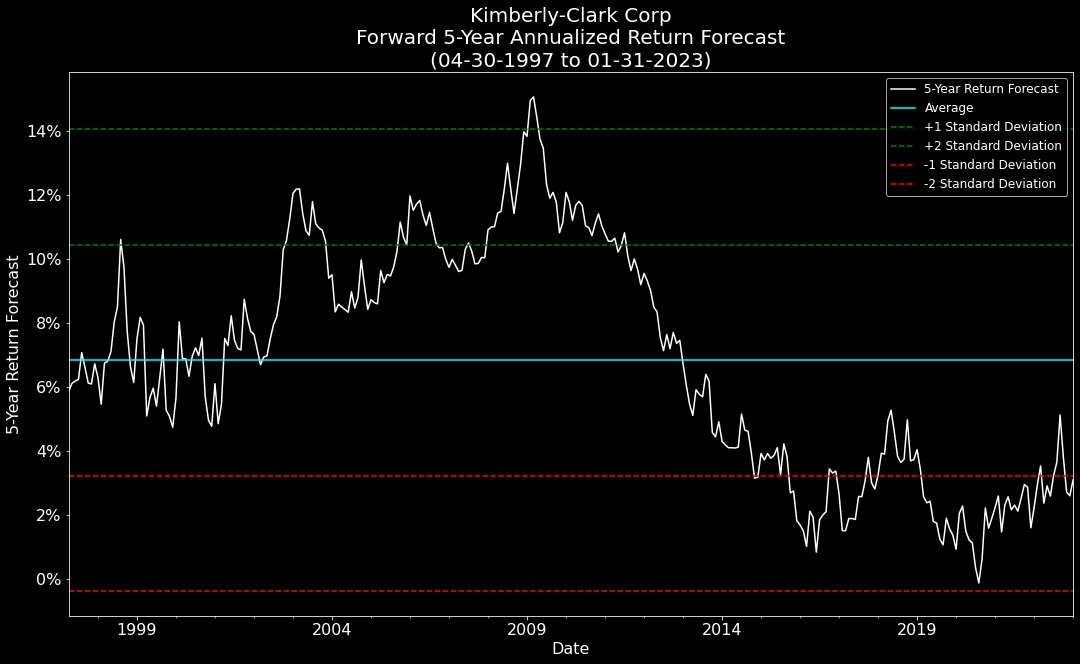 Kimberly-Clark Corp
Forward 5-Year Annualized Return Forecast
(04-30-1997 to 01-31-2023)
5-Year Return Forecast
Average
+1 Standard Deviation
+2 Standard Deviation
-1 Standard Deviation
-2 Standard Deviation
14%
12%
10%
8%
6%
4%
2%
0%
5-Year Return Forecast
1999
2004
2009
2014
2019
Date